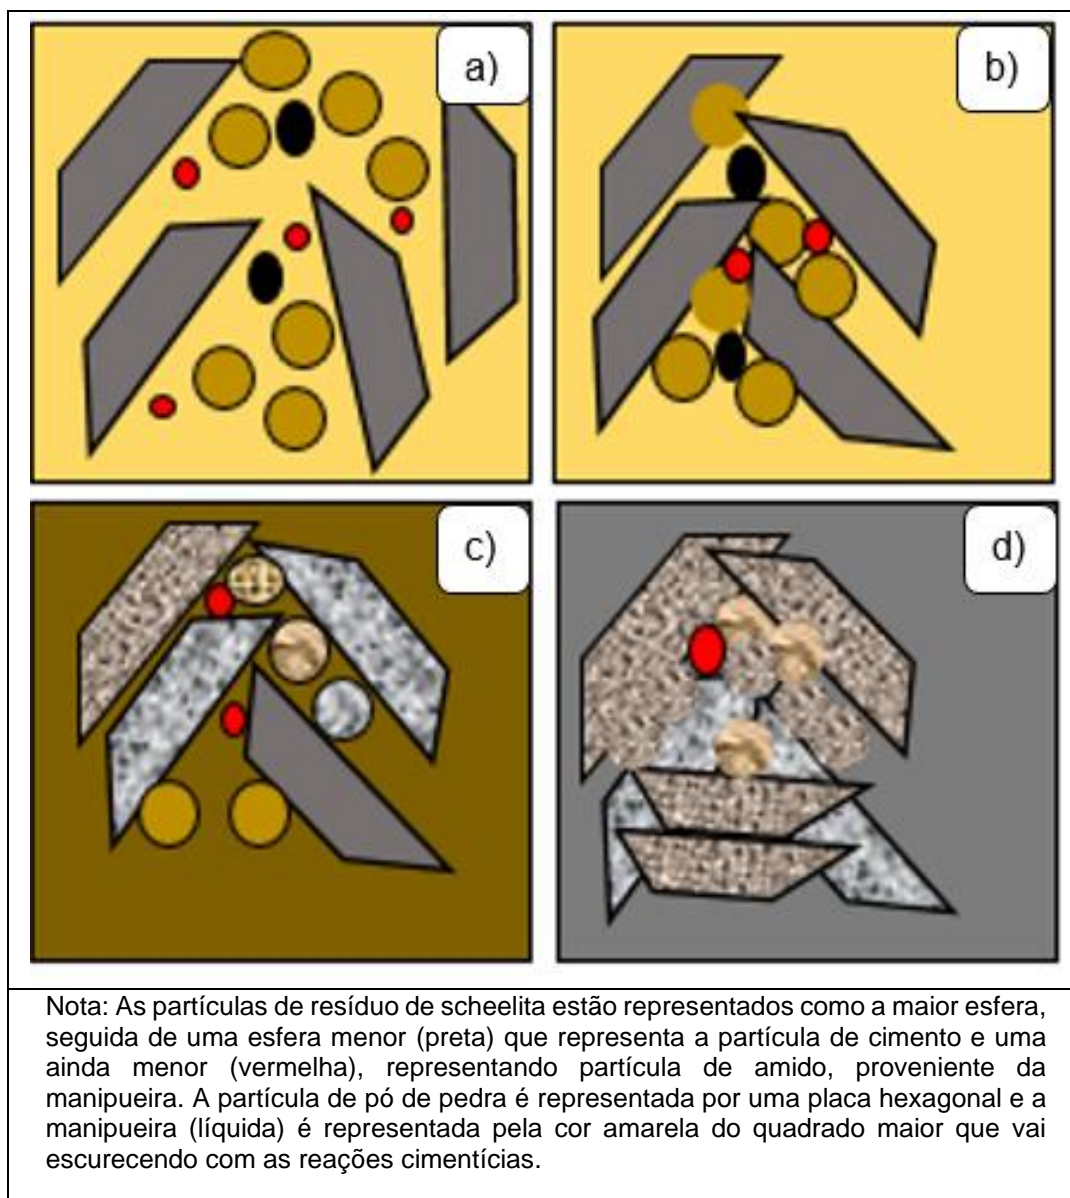 a)
b)
c)
d)
Nota: As partículas de resíduo de scheelita estão representados como a maior esfera,
seguida de uma esfera menor (preta) que representa a partícula de cimento e uma
ainda menor (vermelha), representando partícula de amido, proveniente da
manipueira. A partícula de pó de pedra é representada por uma placa hexagonal e a
manipueira (líquida) é representada pela cor amarela do quadrado maior que vai
escurecendo com as reações cimentícias.